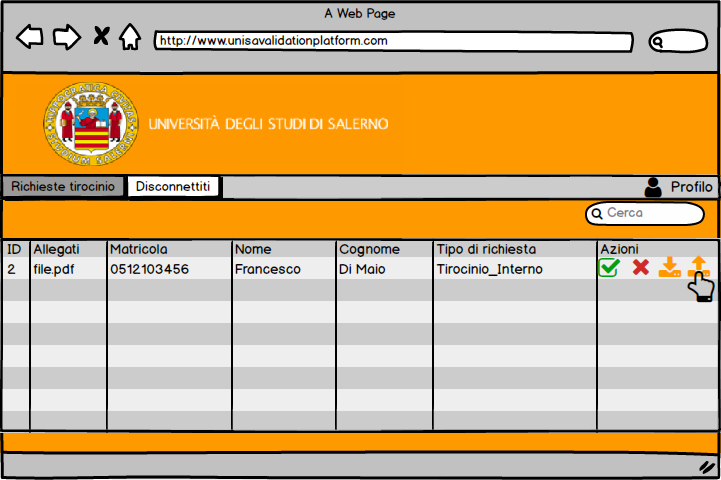 A Web Page
http://www.unisavalidationplatform.com
UNIVERSITÀ DEGLI STUDI DI SALERNO
Richieste tirocinio Disconnettiti Profilo
Cerca
ID Allegati Matricola Nome Cognome Tipo di richiesta Azioni
2 file.pdf 0512103456 Francesco Di Maio Tirocinio_Interno